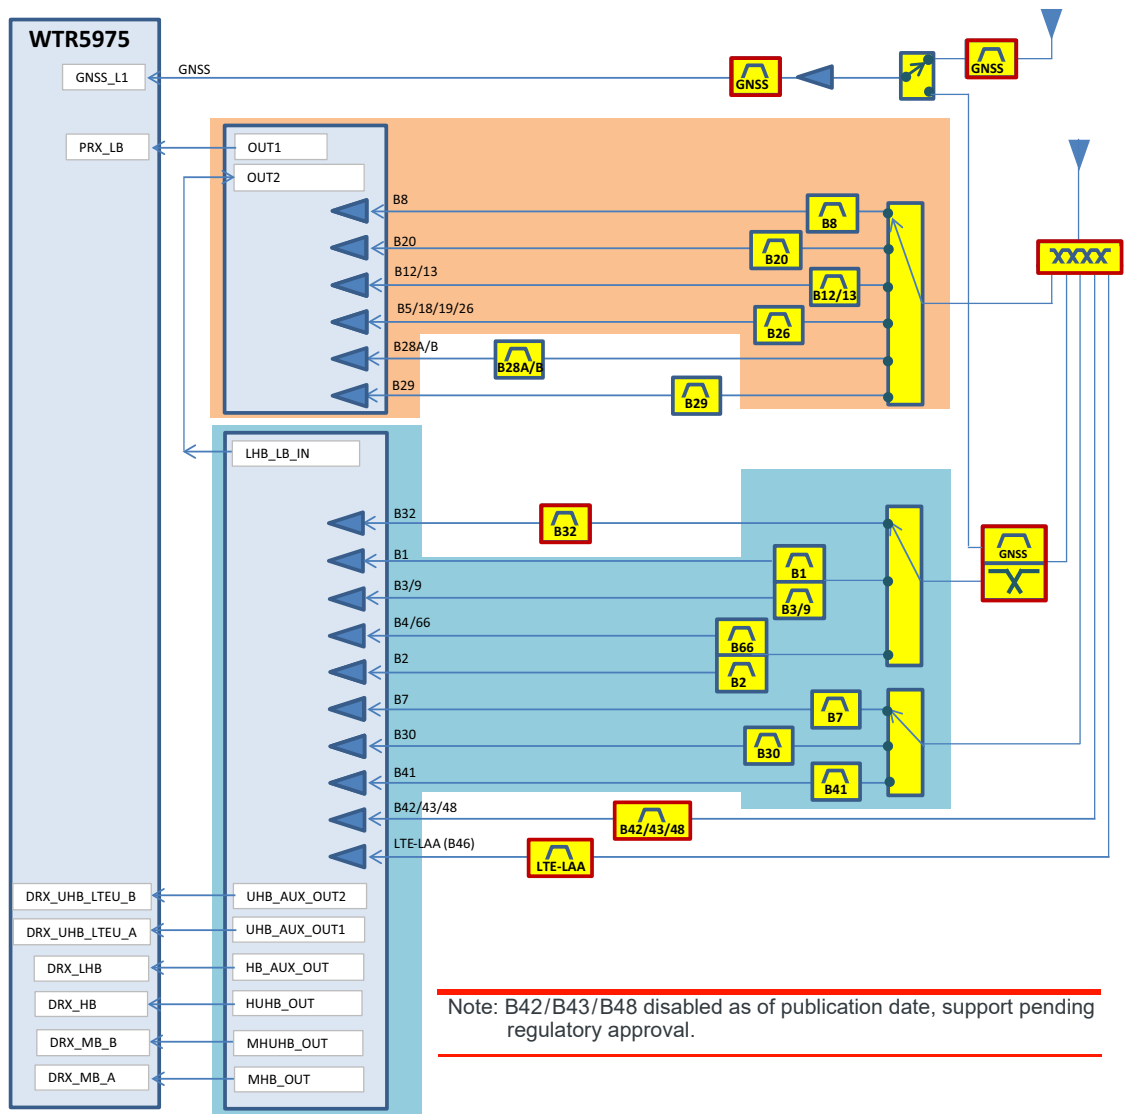 WTR5975
GNSS_L1
GNSS
GNSS
GNSS
PRX_LB
OUT1
OUT2
B8
B8
B20
B20
B12/13
B12/13
B5/18/19/26
B26
B28A/B
B28A/B
B29
B29
XXXX
LHB_LB_IN
B32
B32
B1
B1
B3/9
B3/9
GNSS
X
B4/66
B66
B2
B2
B7
B7
B30
B30
B41
B41
B42/43/48
B42/43/48
LTE-LAA (B46)
LTE-LAA
DRX_UHB_LTEU_B
UHB_AUX_OUT2
DRX_UHB_LTEU_A
UHB_AUX_OUT1
DRX_LHB
HB_AUX_OUT
DRX_HB
HUHB_OUT
DRX_MB_B
MHUHB_OUT
DRX_MB_A
MHB_OUT
Note: B42/B43/B48 disabled as of publication date, support pending
regulatory approval.